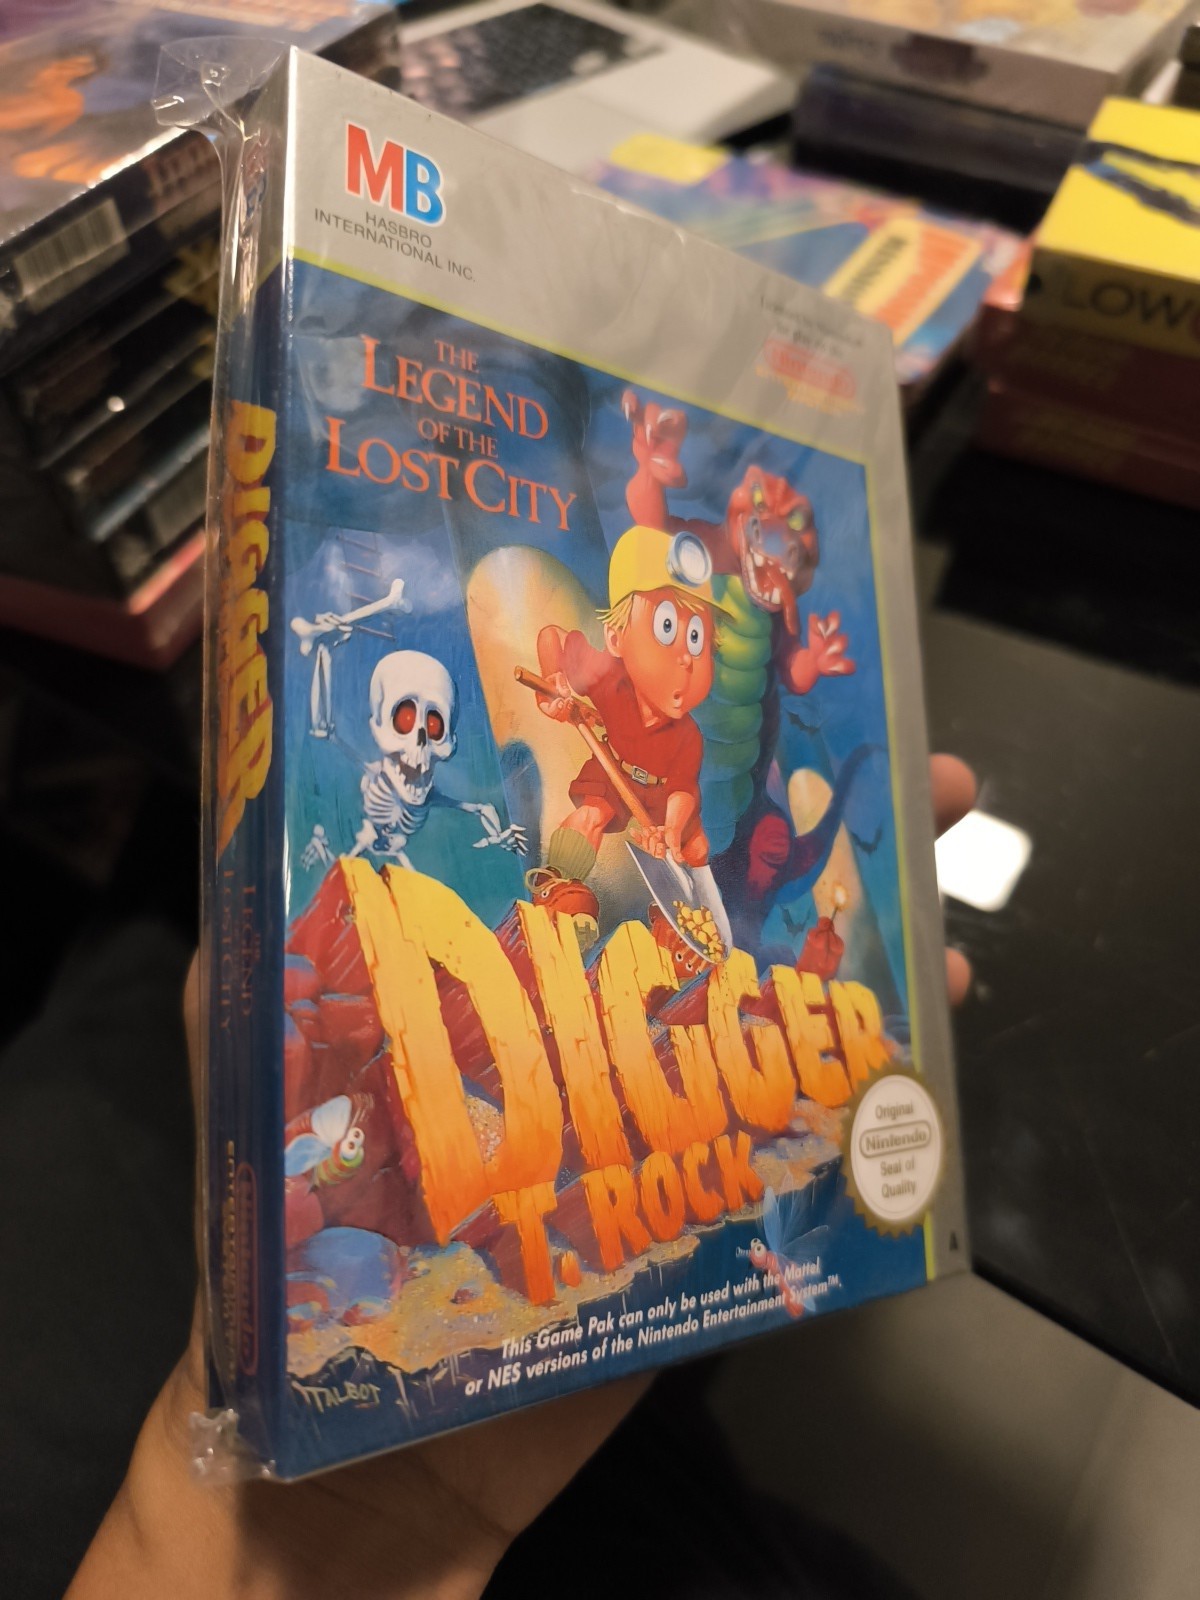 MB
HASBRO
INTERNATIONAL INC.
THE
LEGEND
OF THE
LOST CITY
DIGGER
T. ROCK
Original
Nintendo
Seal of
Quality
A
This Game Pak can only be used with the Mattel
or NES versions of the Nintendo Entertainment System™.
TALBOT
DIGGER
THE
LEGEND
LOST CITY
LOW